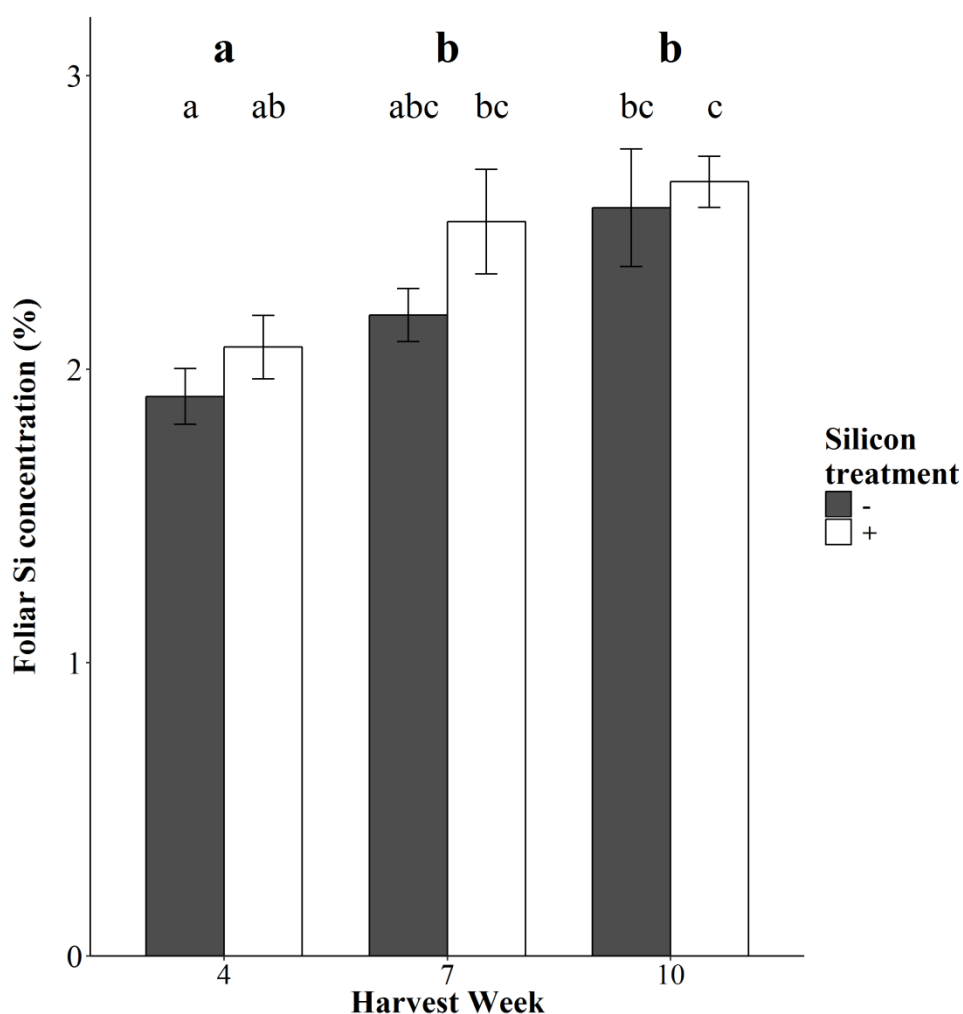 a b b
a ab abc bc bc c
3
2
1
0
Foliar Si concentration (%)
4 7 10
Harvest Week
Silicon
treatment
-
+